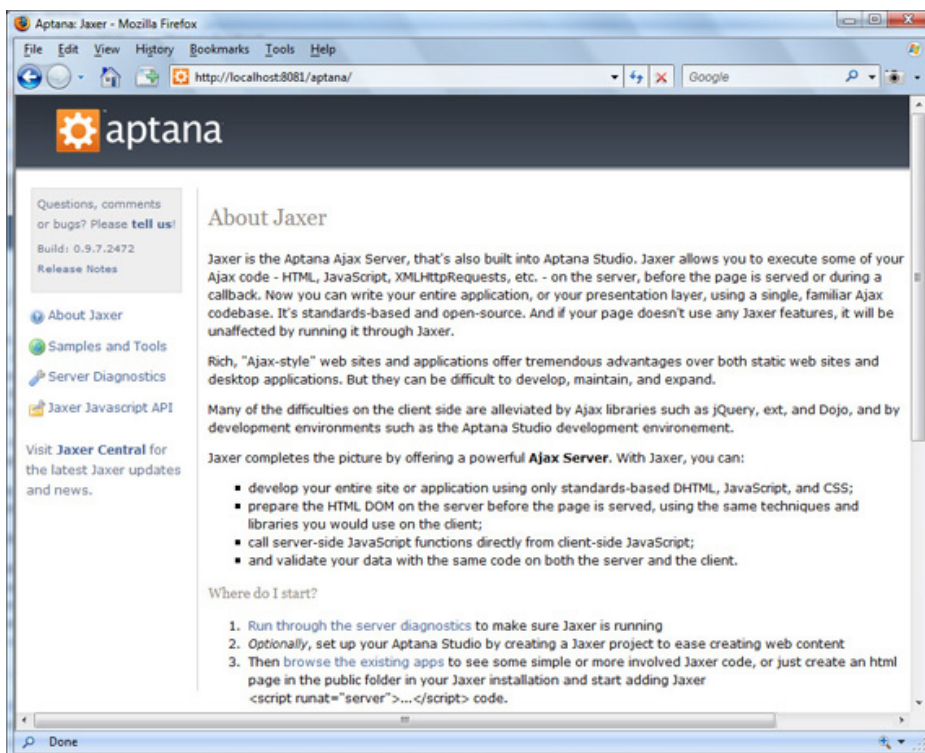 Aptana: Jaxer - Mozilla Firefox
File Edit View History Bookmarks Tools Help
http://localhost:8081/aptana/
Google
aptana
Questions, comments
or bugs? Please tell us!
Build: 0.9.7.2472
Release Notes
About Jaxer
Samples and Tools
Server Diagnostics
Jaxer Javascript API
Visit Jaxer Central for
the latest Jaxer updates
and news.
About Jaxer
Jaxer is the Aptana Ajax Server, that's also built into Aptana Studio. Jaxer allows you to execute some of your
Ajax code - HTML, JavaScript, XMLHttpRequests, etc. - on the server, before the page is served or during a
callback. Now you can write your entire application, or your presentation layer, using a single, familiar Ajax
codebase. It's standards-based and open-source. And if your page doesn't use any Jaxer features, it will be
unaffected by running it through Jaxer.
Rich, "Ajax-style" web sites and applications offer tremendous advantages over both static web sites and
desktop applications. But they can be difficult to develop, maintain, and expand.
Many of the difficulties on the client side are alleviated by Ajax libraries such as jQuery, ext, and Dojo, and by
development environments such as the Aptana Studio development environement.
Jaxer completes the picture by offering a powerful Ajax Server. With Jaxer, you can:
develop your entire site or application using only standards-based DHTML, JavaScript, and CSS;
prepare the HTML DOM on the server before the page is served, using the same techniques and
libraries you would use on the client;
call server-side JavaScript functions directly from client-side JavaScript;
and validate your data with the same code on both the server and the client.
Where do I start?
1. Run through the server diagnostics to make sure Jaxer is running
2. Optionally, set up your Aptana Studio by creating a Jaxer project to ease creating web content
3. Then browse the existing apps to see some simple or more involved Jaxer code, or just create an html
page in the public folder in your Jaxer installation and start adding Jaxer
<script runat="server">...</script> code.
Done